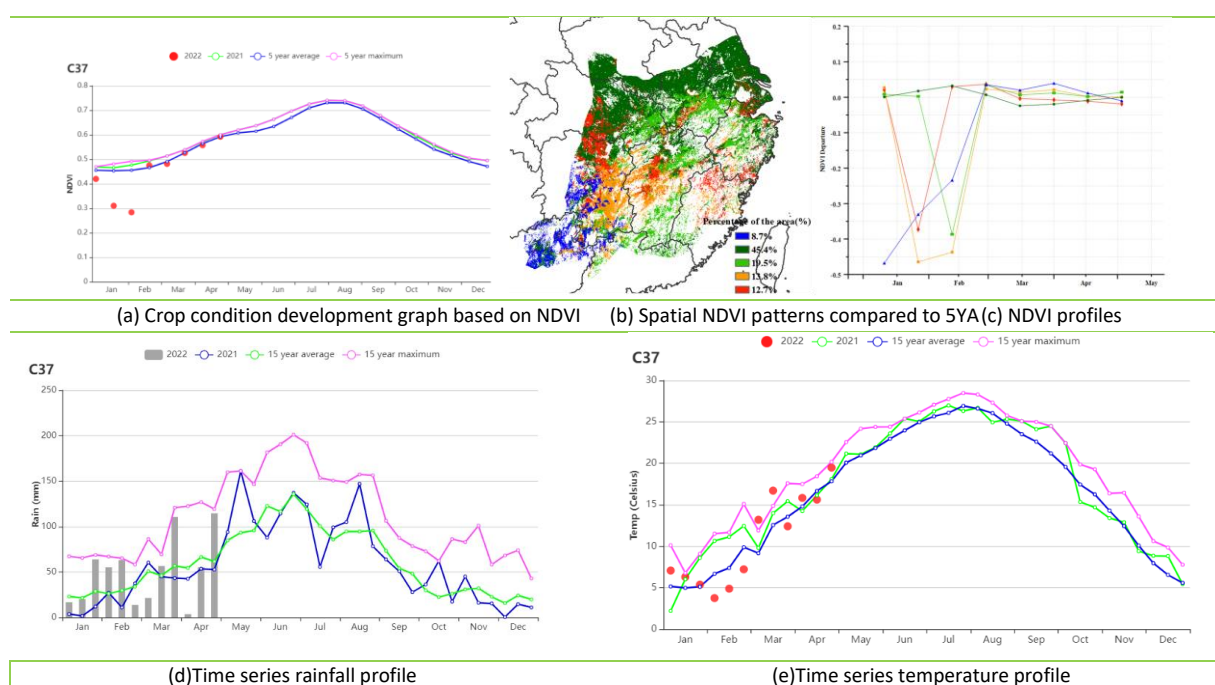 2022 2021 5 year average 5 year maximum
C37
NDVI
0.8
0.7
0.6
0.5
0.4
0.3
0.2
0.1
0
Jan Feb Mar Apr May Jun Jul Aug Sep Oct Nov Dec
Percentage of the area(%)
8.7%
45.4%
19.5%
13.8%
12.7%
NDVI Departure
0.2
0.1
0.0
-0.1
-0.2
-0.3
-0.4
-0.5
Jan Feb Mar Apr May
(a) Crop condition development graph based on NDVI (b) Spatial NDVI patterns compared to 5YA (c) NDVI profiles
2022 2021 15 year average 15 year maximum
C37
Rain (mm)
250
200
150
100
50
0
Jan Feb Mar Apr May Jun Jul Aug Sep Oct Nov Dec
2022 2021 15 year average 15 year maximum
C37
Temp (Celsius)
30
25
20
15
10
5
0
Jan Feb Mar Apr May Jun Jul Aug Sep Oct Nov Dec
(d)Time series rainfall profile (e)Time series temperature profile